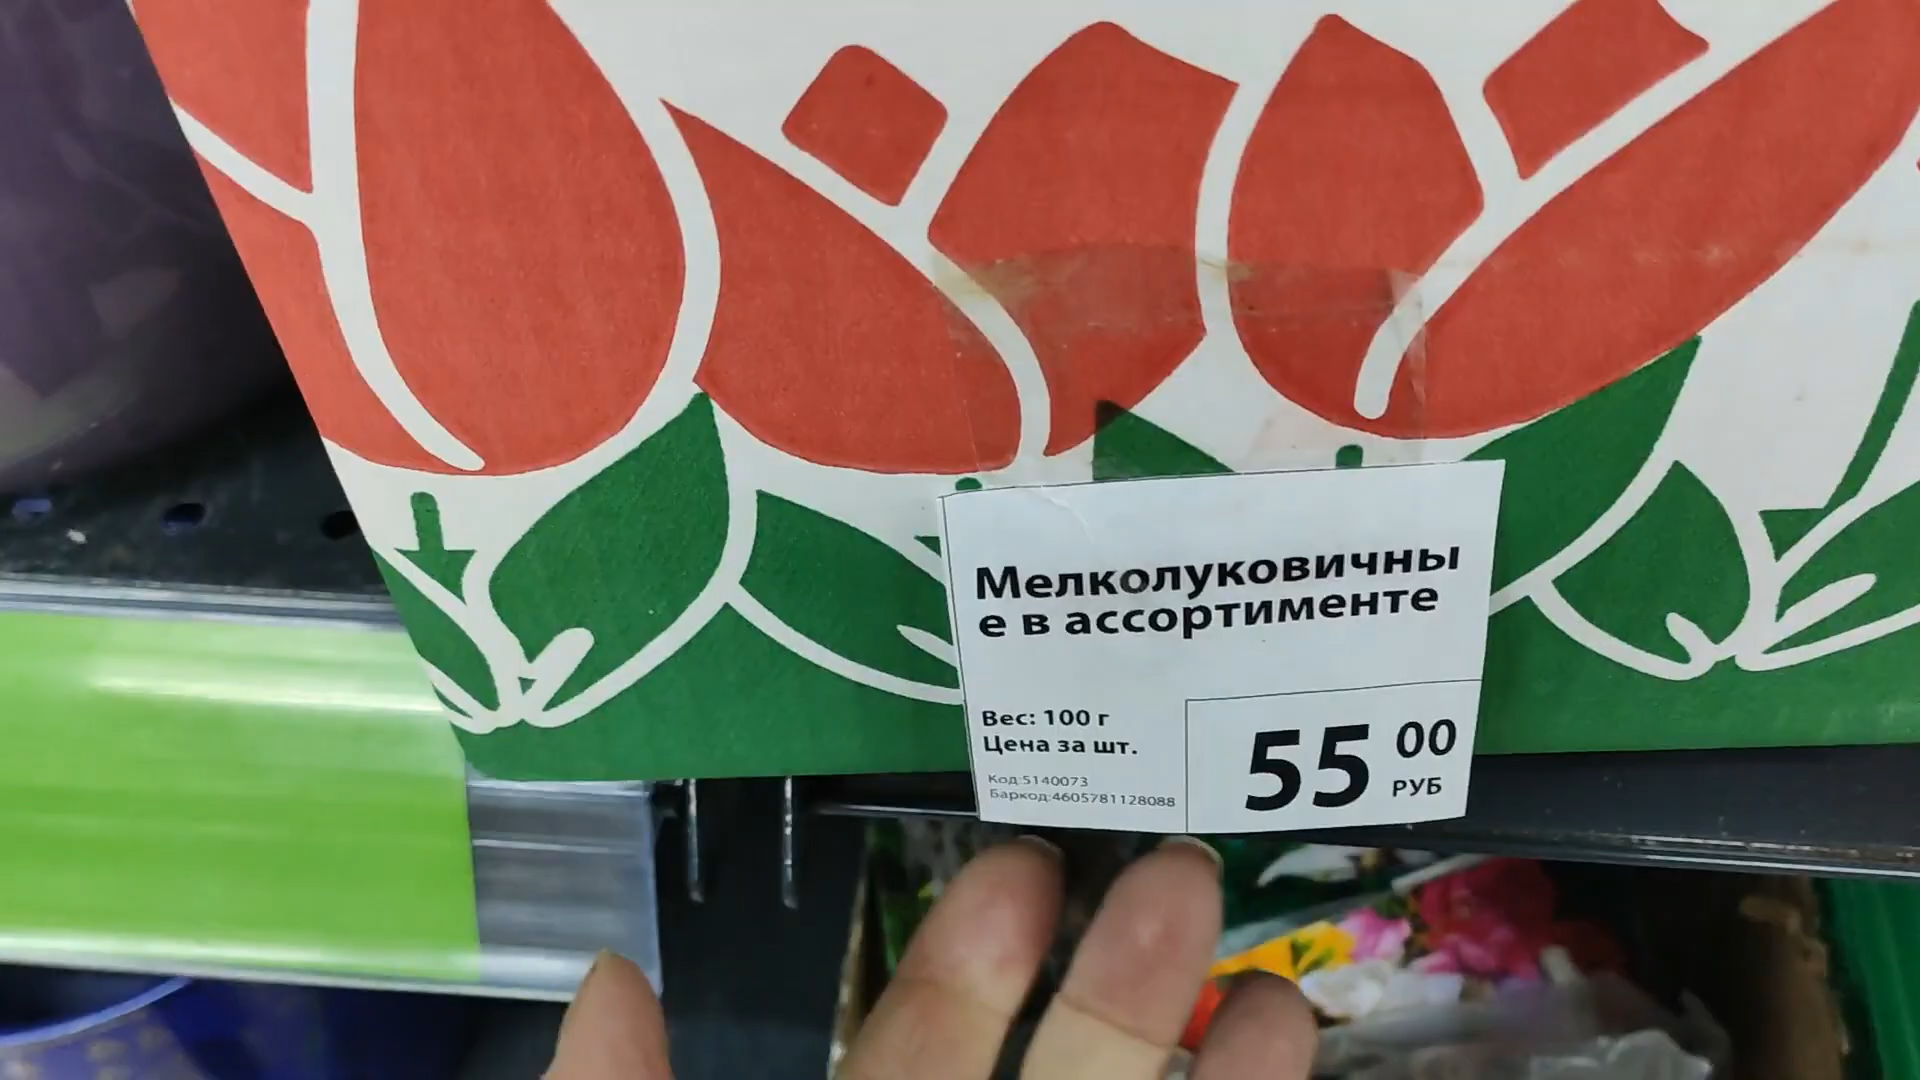 Мелколуковичны
е в ассортименте
Вес: 100 г
Цена за шт.
Код:5140073
Баркод:4605781128088
55 00
РУБ